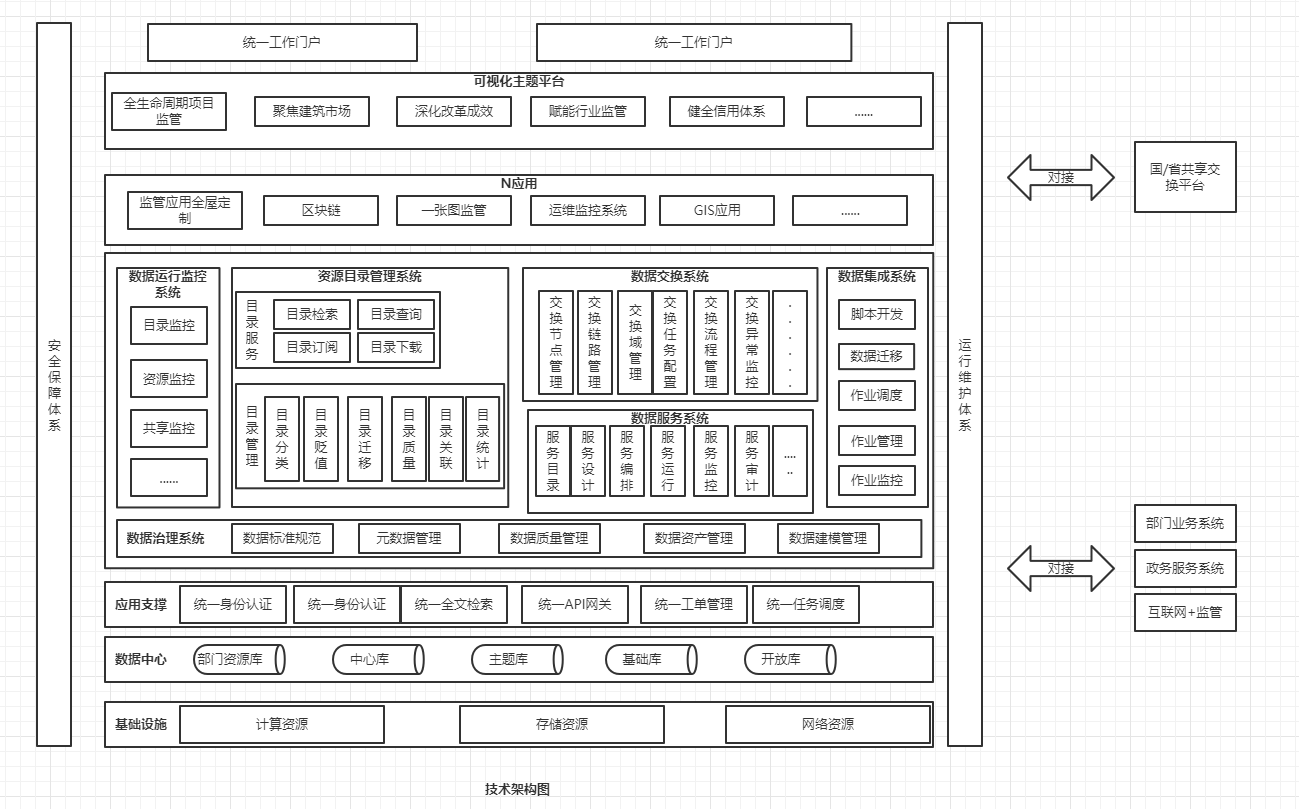 统一工作门户
统一工作门户
可视化主题平台
全生命周期项目
监管
聚焦建筑市场
深化改革成效
赋能行业监管
健全信用体系
......
N应用
监管应用全屋定
制
区块链
一张图监管
运维监控系统
GIS应用
......
安全保障体系
运行维护体系
数据运行监控
系统
目录监控
资源监控
共享监控
......
资源目录管理系统
目录服务
目录检索
目录查询
目录订阅
目录下载
目录管理
目录分类
目录贬值
目录迁移
目录质量
目录关联
目录统计
数据交换系统
交换节点管理
交换链路管理
交换域管理
交换任务配置
交换流程管理
交换异常监控
......
数据服务系统
服务目录
服务设计
服务编排
服务运行
服务监控
服务审计
....
..
数据集成系统
脚本开发
数据迁移
作业调度
作业管理
作业监控
数据治理系统
数据标准规范
元数据管理
数据质量管理
数据资产管理
数据建模管理
应用支撑
统一身份认证
统一身份认证
统一全文检索
统一API网关
统一工单管理
统一任务调度
数据中心
部门资源库
中心库
主题库
基础库
开放库
基础设施
计算资源
存储资源
网络资源
对接
国/省共享交
换平台
对接
部门业务系统
政务服务系统
互联网+监管
技术架构图